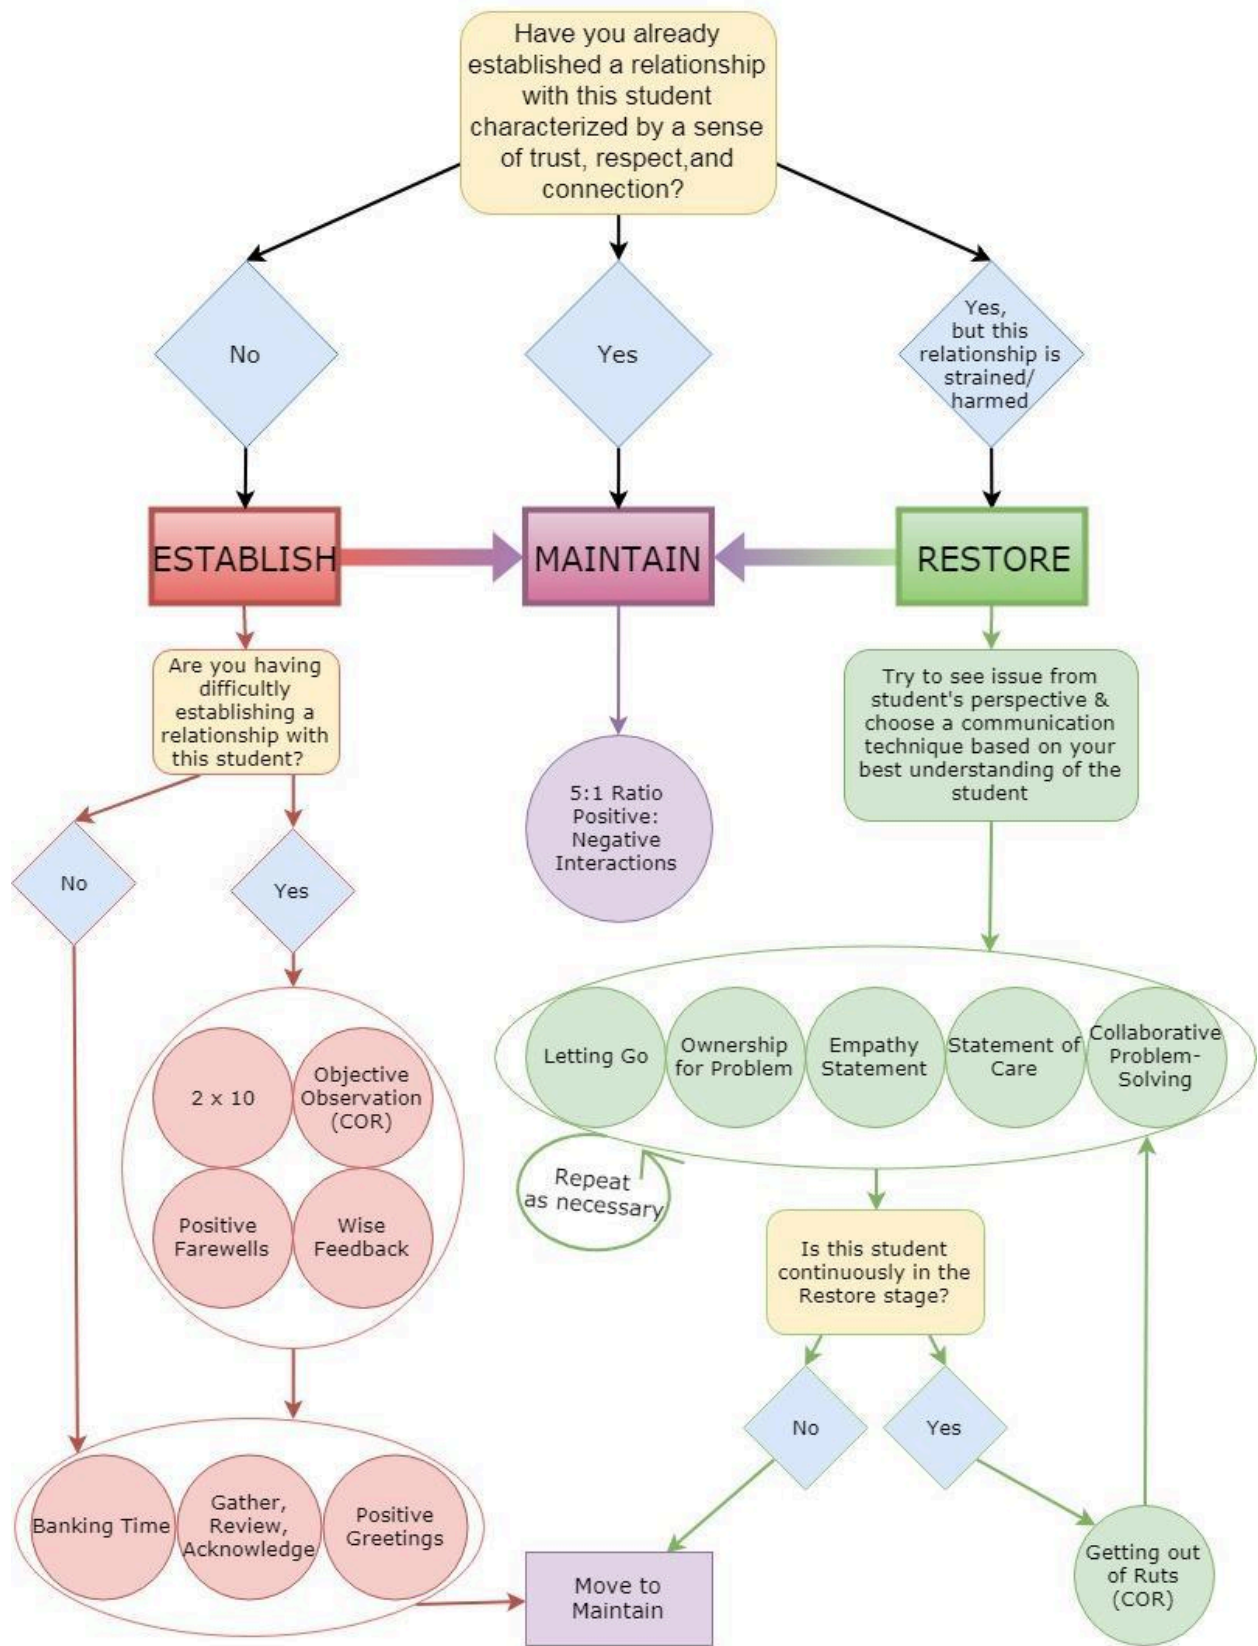 Have you already
established a relationship
with this student
characterized by a sense
of trust, respect,and
connection?
No
Yes
Yes,
but this
relationship is
strained/
harmed
ESTABLISH
MAINTAIN
RESTORE
Are you having
difficultly
establishing a
relationship with
this student?
No
Yes
2 x 10
Objective
Observation
(COR)
Positive
Farewells
Wise
Feedback
Banking Time
Gather,
Review,
Acknowledge
Positive
Greetings
5:1 Ratio
Positive:
Negative
Interactions
Try to see issue from
student's perspective &
choose a communication
technique based on your
best understanding of the
student
Letting Go
Ownership
for Problem
Empathy
Statement
Statement of
Care
Collaborative
Problem-
Solving
Repeat
as necessary
Is this student
continuously in the
Restore stage?
No
Yes
Getting out
of Ruts
(COR)
Move to
Maintain